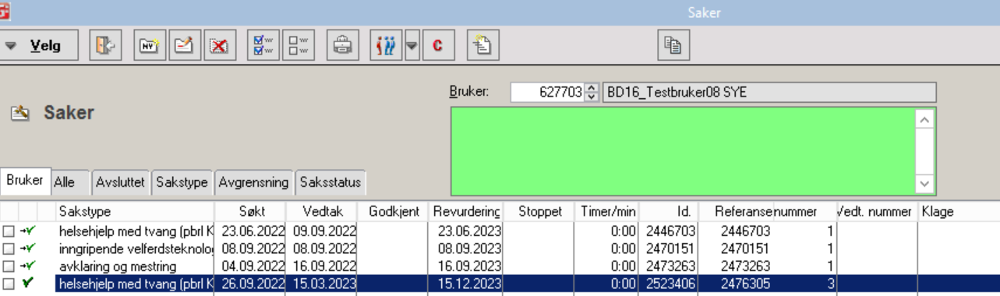 Saker
Velg NY C
Bruker: 627703 BD16_Testbruker08 SYE
Saker
Bruker Alle Avsluttet Sakstype Avgrensning Saksstatus
Sakstype Søkt Vedtak Godkjent Revurdering Stoppet Timer/min Id. Referansenummer Vedt. nummer Klage
helsehjelp med tvang (pbrl K 23.06.2022 09.09.2022 23.06.2023 0:00 2446703 2446703 1
inngripende velferdsteknolo 08.09.2022 08.09.2022 08.09.2023 0:00 2470151 2470151 1
avklaring og mestring 04.09.2022 16.09.2022 16.09.2023 0:00 2473263 2473263 1
helsehjelp med tvang (pbrl K 26.09.2022 15.03.2023 15.12.2023 0:00 2523406 2476305 3